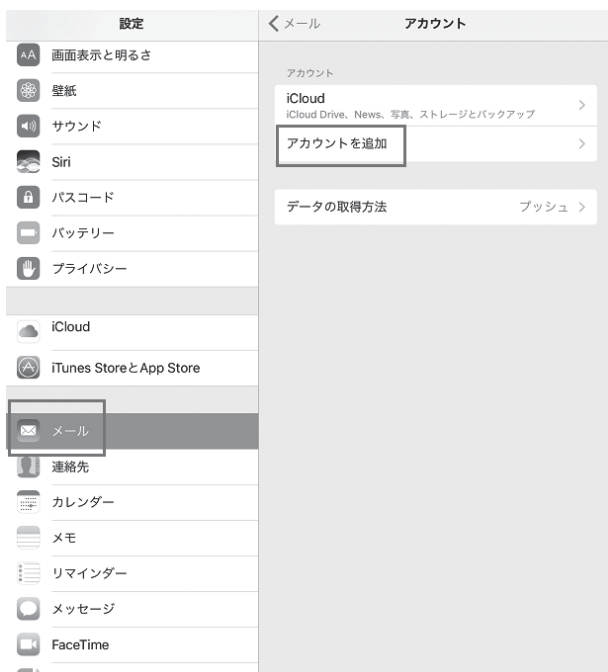 設定
画面表示と明るさ
壁紙
サウンド
Siri
パスコード
バッテリー
プライバシー
iCloud
iTunes StoreとApp Store
メール
連絡先
カレンダー
メモ
リマインダー
メッセージ
FaceTime
メール
アカウント
アカウント
iCloud
iCloud Drive、News、写真、ストレージとバックアップ
アカウントを追加
データの取得方法 プッシュ